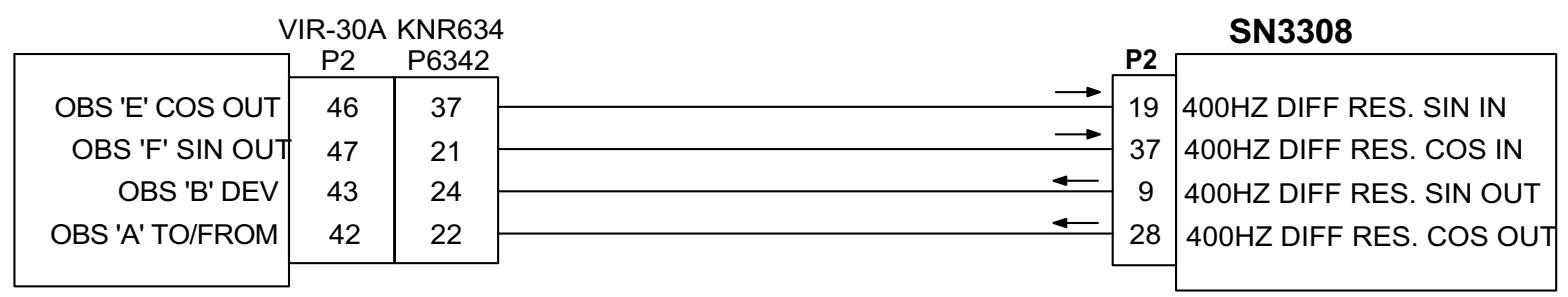 VIR-30A KNR634 SN3308
P2 P6342 P2
OBS 'E' COS OUT 46 37 19 400HZ DIFF RES. SIN IN
OBS 'F' SIN OUT 47 21 37 400HZ DIFF RES. COS IN
OBS 'B' DEV 43 24 9 400HZ DIFF RES. SIN OUT
OBS 'A' TO/FROM 42 22 28 400HZ DIFF RES. COS OUT